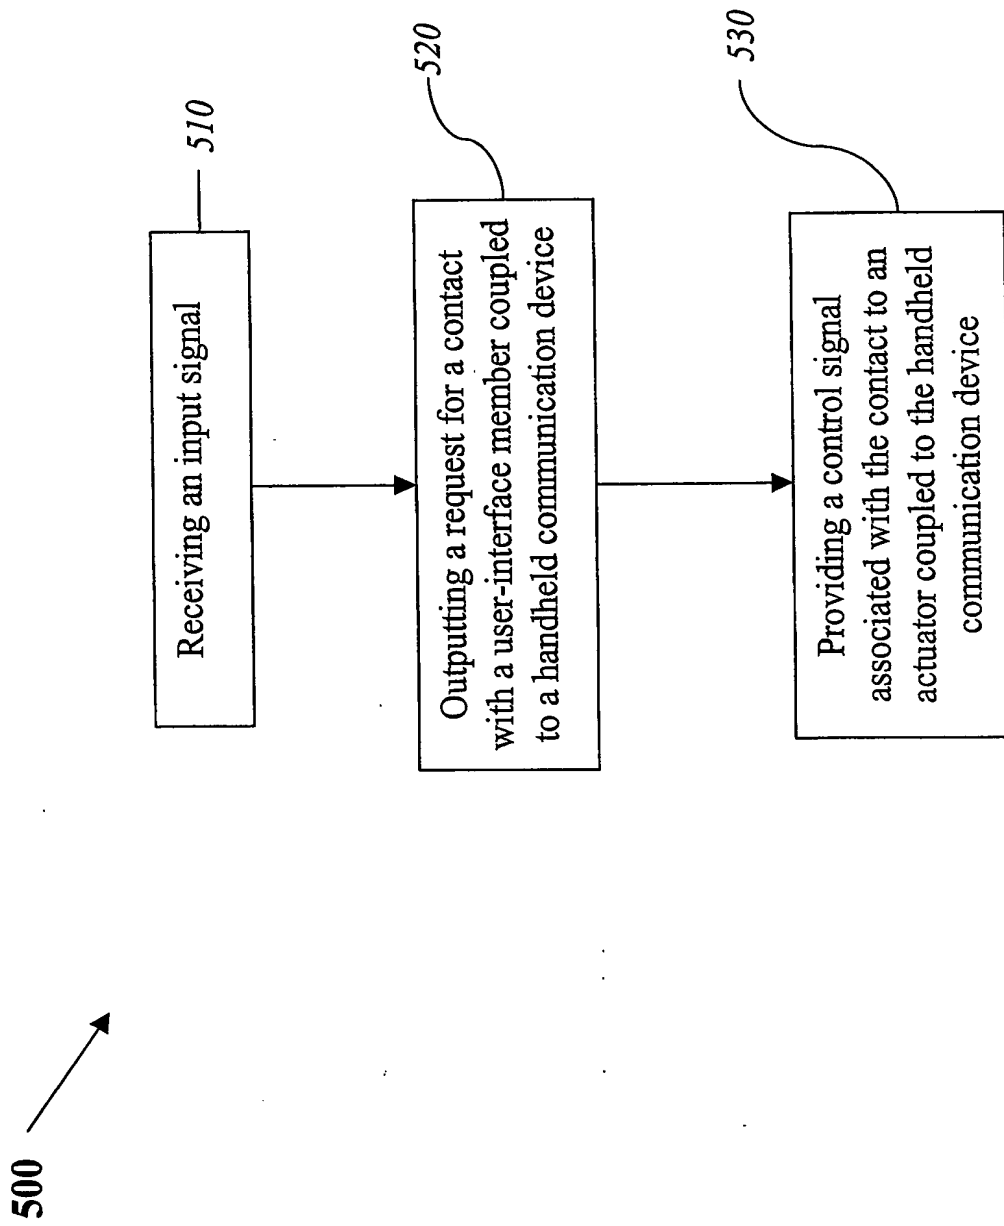 500
Receiving an input signal
510
Outputting a request for a contact
with a user-interface member coupled
to a handheld communication device
520
Providing a control signal
associated with the contact to an
actuator coupled to the handheld
communication device
530